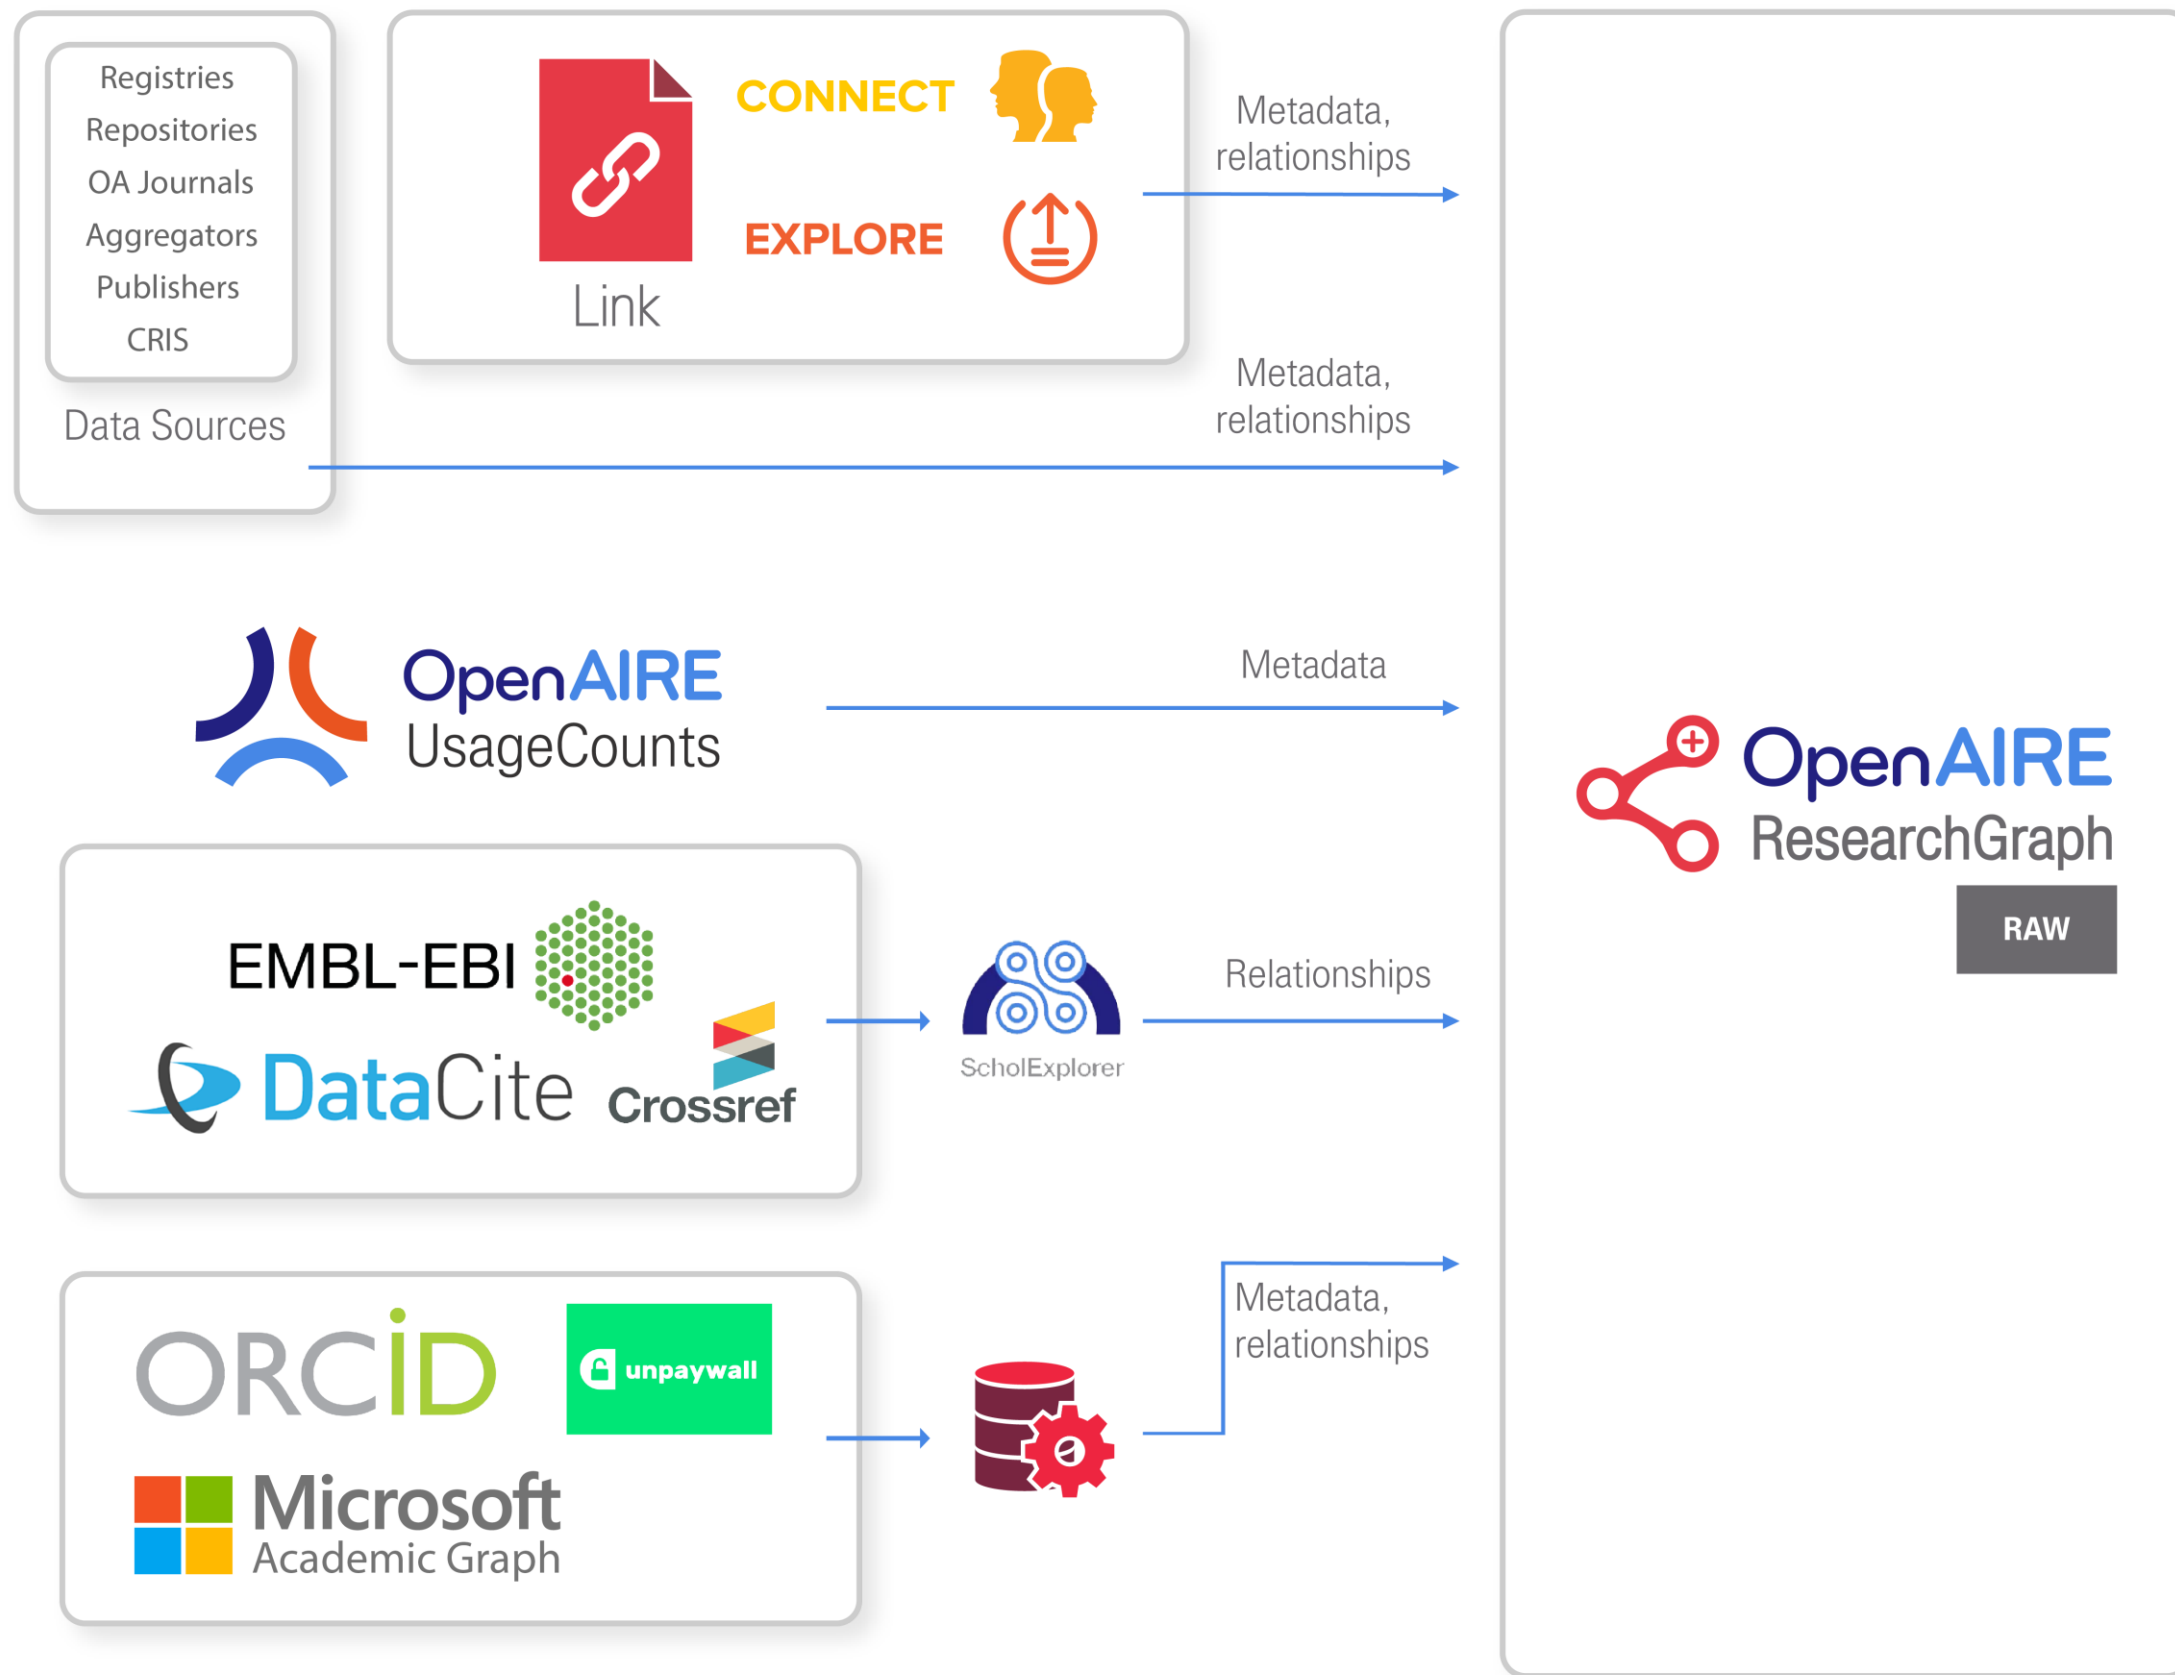 Registries
Repositories
OA Journals
Aggregators
Publishers
CRIS
Data Sources
Link
CONNECT
EXPLORE
Metadata,
relationships
Metadata,
relationships
OpenAIRE
UsageCounts
Metadata
EMBL-EBI
DataCite
Crossref
ScholExplorer
Relationships
ORCiD
unpaywall
Microsoft
Academic Graph
Metadata,
relationships
OpenAIRE
ResearchGraph
RAW